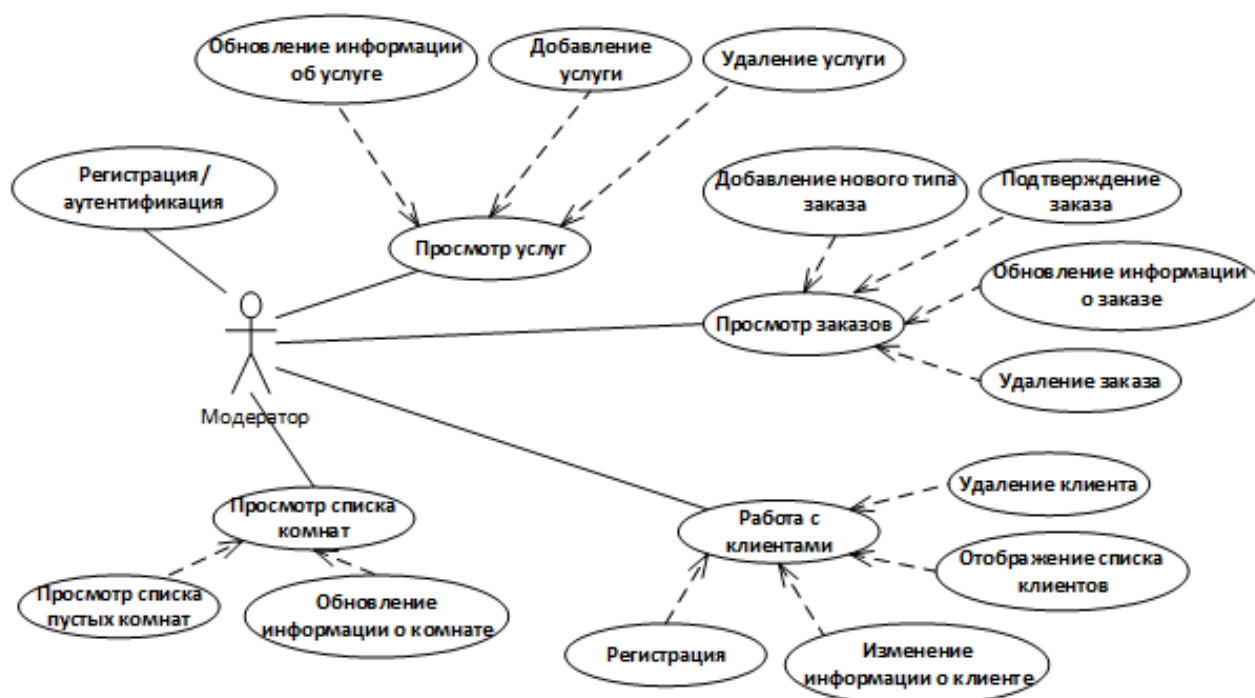 Обновление информации
об услуге
Добавление
услуги
Удаление услуги
Регистрация/
аутентификация
Просмотр услуг
Добавление нового типа
заказа
Подтверждение
заказа
Обновление информации
о заказе
Просмотр заказов
Удаление заказа
Модератор
Просмотр списка
комнат
Просмотр списка
пустых комнат
Обновление
информации о комнате
Работа с
клиентами
Удаление клиента
Отображение списка
клиентов
Регистрация
Изменение
информации о клиенте